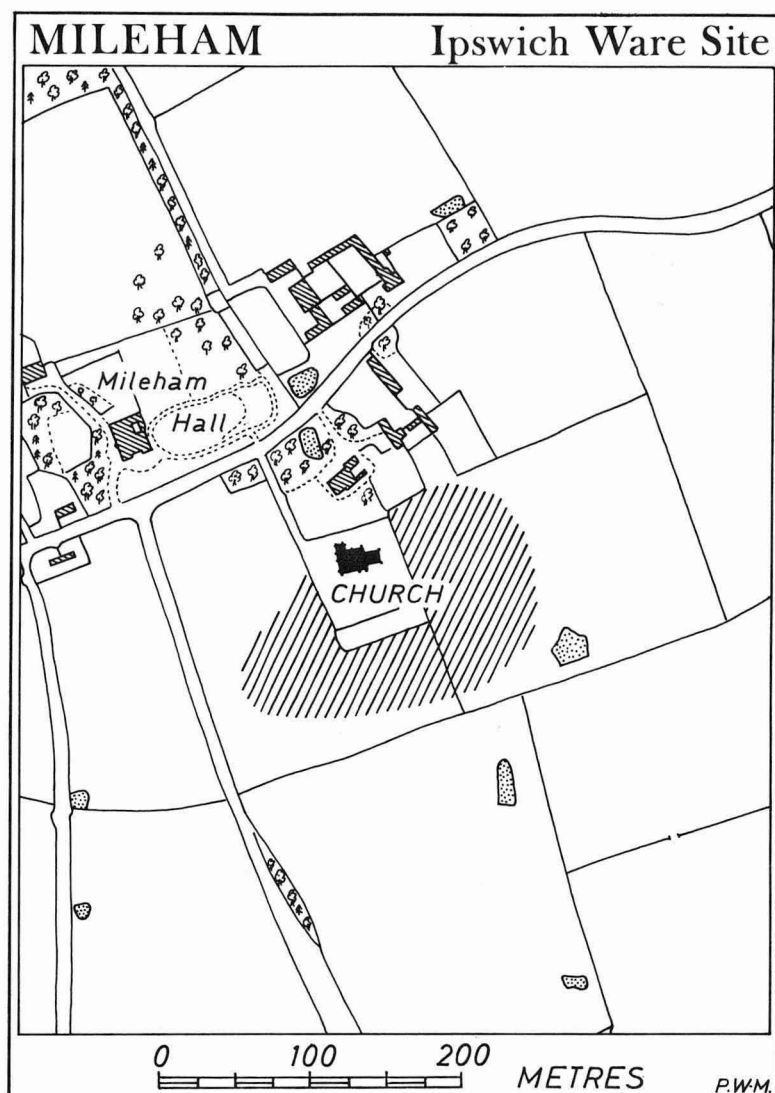 MILEHAM Ipswich Ware Site
Mileham
Hall
CHURCH
0 100 200
METRES P.W-M.